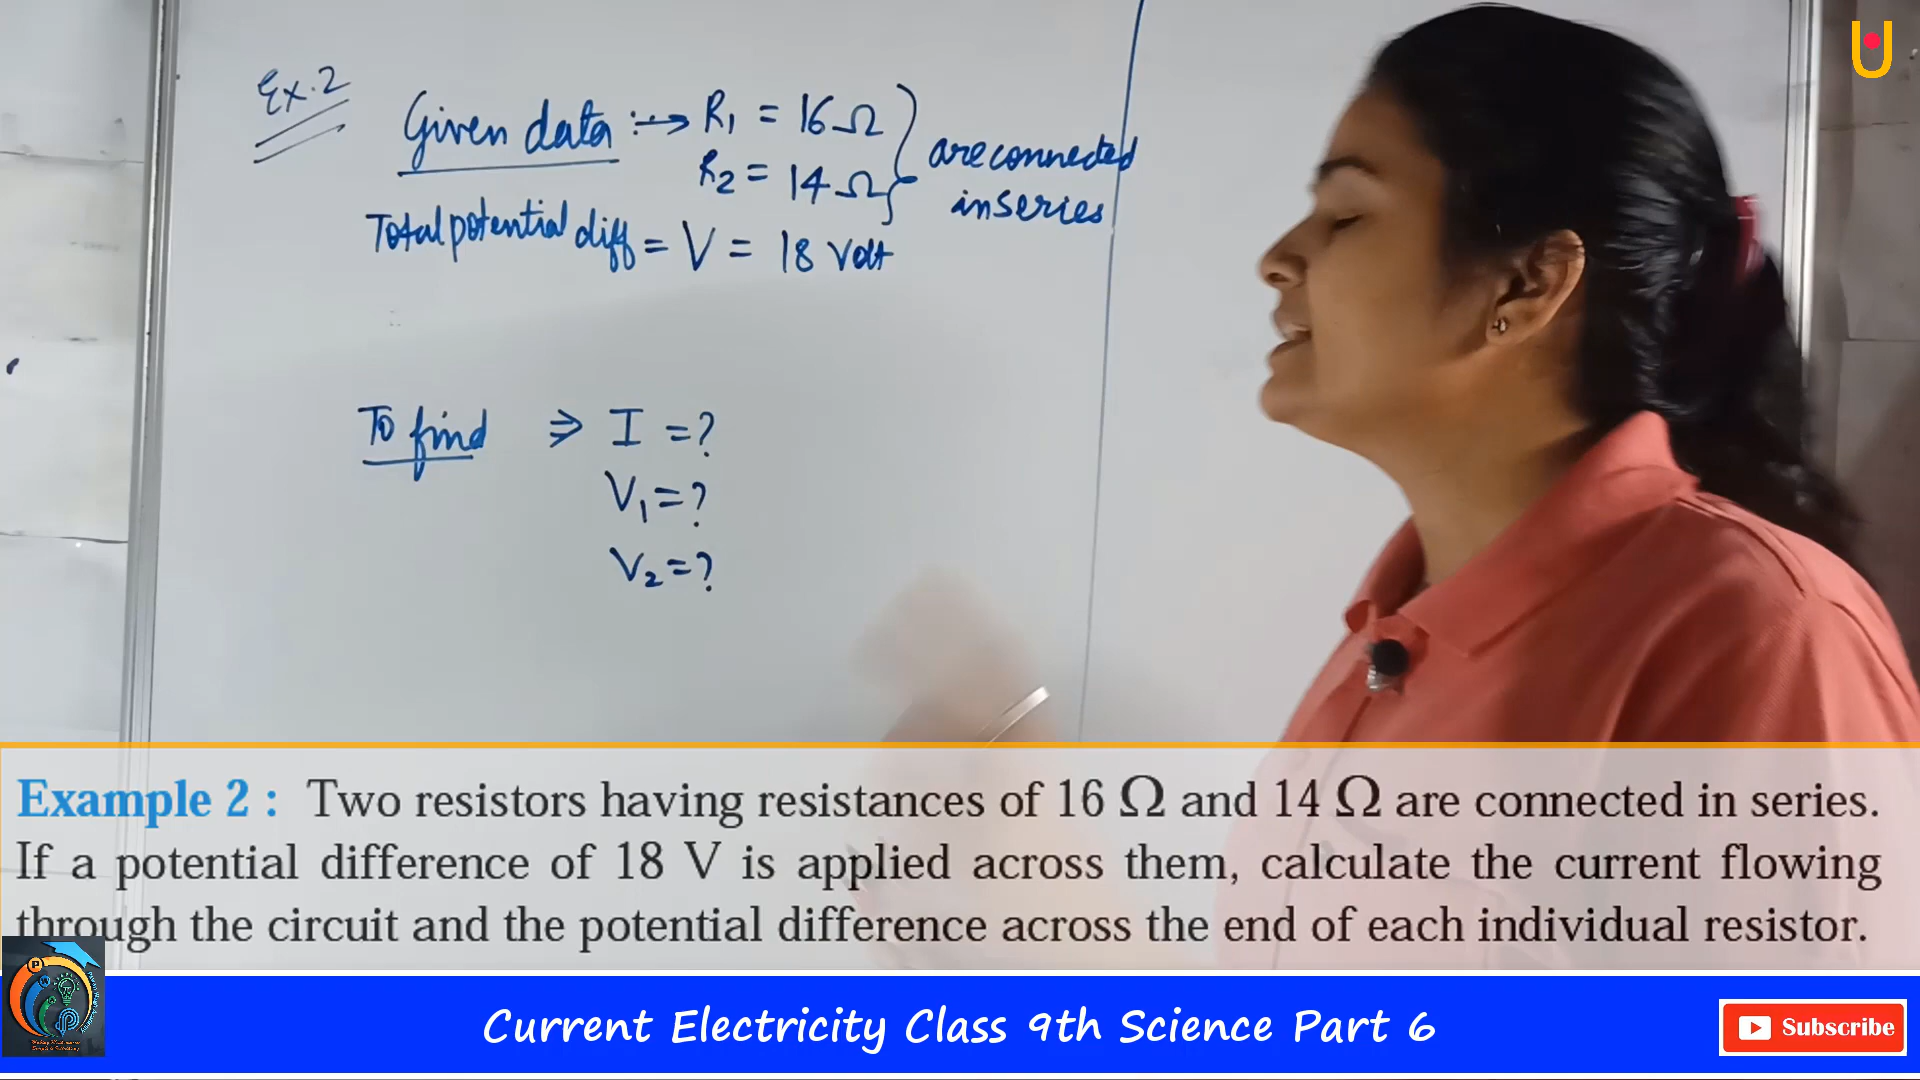 Ex.2
Given data :→ R1 = 16 Ω
R2 = 14 Ω
are connected
in series
Total potential diff = V = 18 Volt
To find ⇒ I = ?
V1 = ?
V2 = ?
Example 2 : Two resistors having resistances of 16 Ω and 14 Ω are connected in series.
If a potential difference of 18 V is applied across them, calculate the current flowing
through the circuit and the potential difference across the end of each individual resistor.
Current Electricity Class 9th Science Part 6
Subscribe